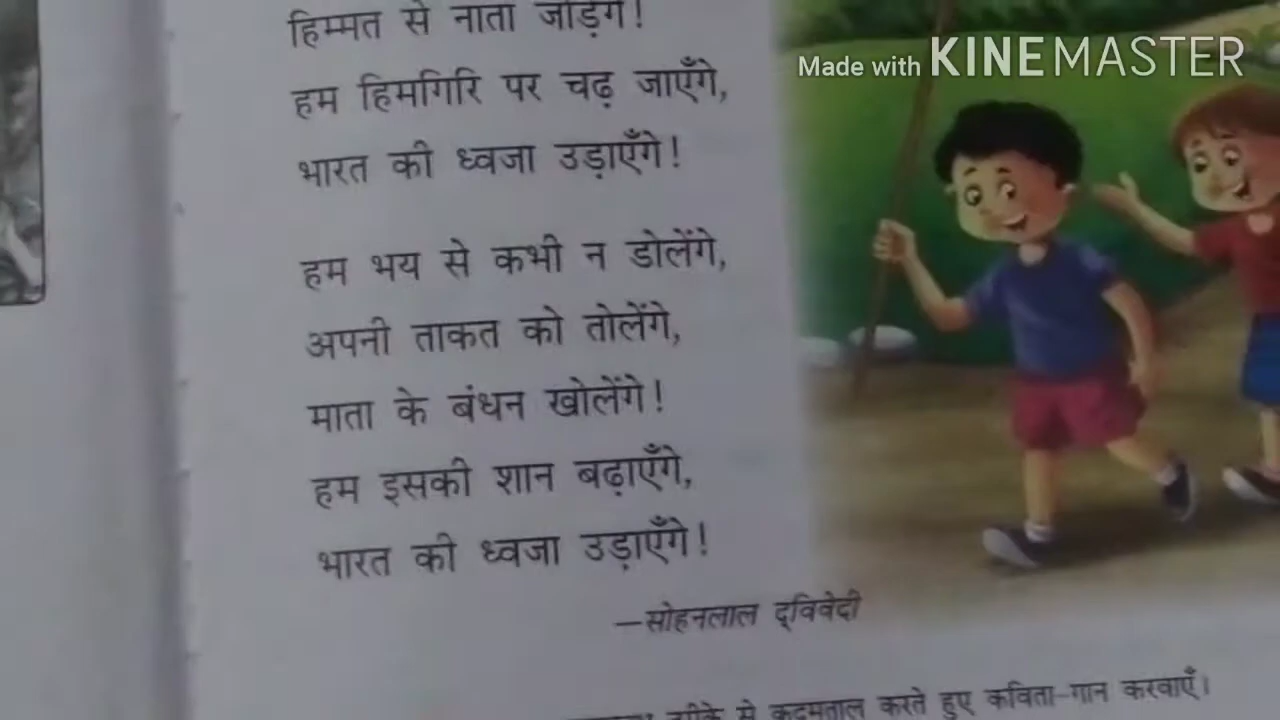 हिम्मत से नाता जोड़ेंगे!
Made with KINEMASTER
हम हिमगिरि पर चढ़ जाएँगे,
भारत की ध्वजा उड़ाएँगे!
हम भय से कभी न डोलेंगे,
अपनी ताकत को तोलेंगे,
माता के बंधन खोलेंगे!
हम इसकी शान बढ़ाएँगे,
भारत की ध्वजा उड़ाएँगे!
—सोहनलाल द्विवेदी
से कदमताल करते हुए कविता-गान करवाएँ।